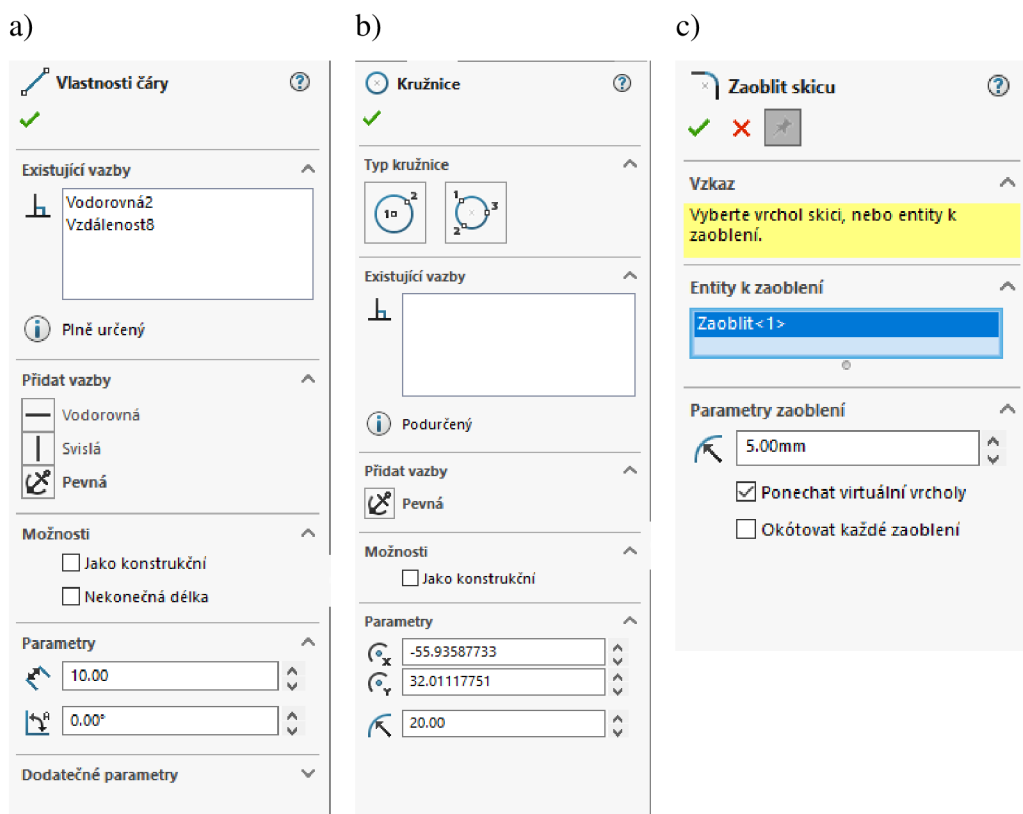 a)
Vlastnosti čáry
Existující vazby
Vodorovná2
Vzdálenost8
Plně určený
Přidat vazby
Vodorovná
Svislá
Pevná
Možnosti
Jako konstrukční
Nekonečná délka
Parametry
10.00
A
0.00°
Dodatečné parametry
b)
Kružnice
Typ kružnice
1 2
1 2 3
Existující vazby
Podurčený
Přidat vazby
Pevná
Možnosti
Jako konstrukční
Parametry
X
-55.93587733
Y
32.01117751
20.00
c)
Zaoblit skicu
Vzkaz
Vyberte vrchol skici, nebo entity k
zaoblení.
Entity k zaoblení
Zaoblit<1>
Parametry zaoblení
5.00mm
Ponechat virtuální vrcholy
Okótovat každé zaoblení